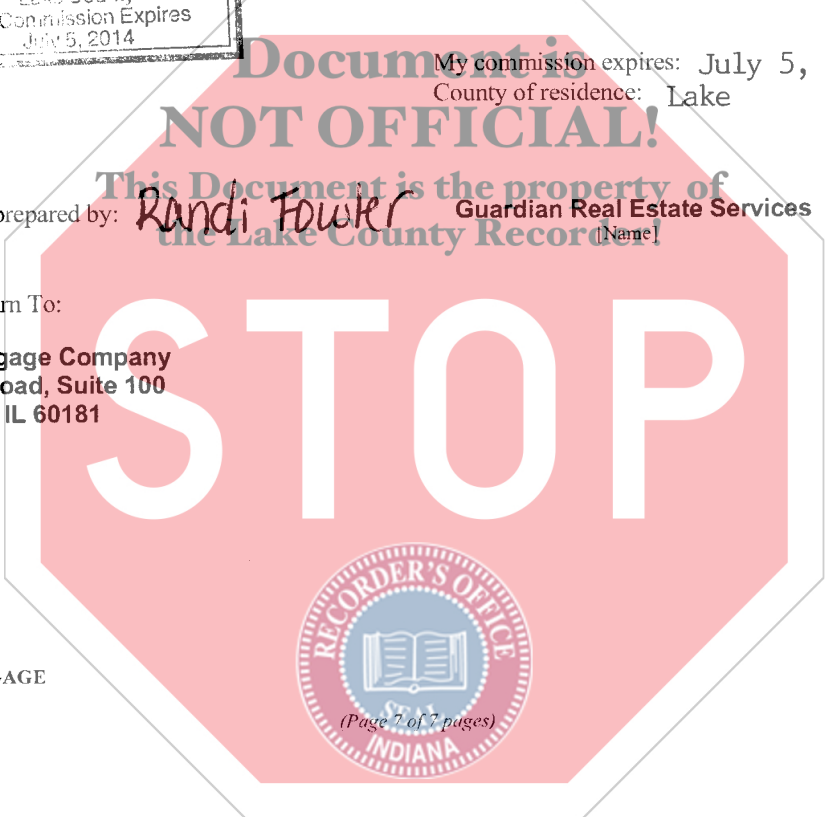 Commission Expires
July 5, 2014
Document is
NOT OFFICIAL!
This Document is the property of
the Lake County Recorder!
My commission expires: July 5,
County of residence: Lake
prepared by: Randi Fowler Guardian Real Estate Services
[Name]
rn To:
gage Company
oad, Suite 100
IL 60181
STOP
RECORDER'S OFFICE
SEAL
INDIANA
AGE
(Page 7 of 7 pages)